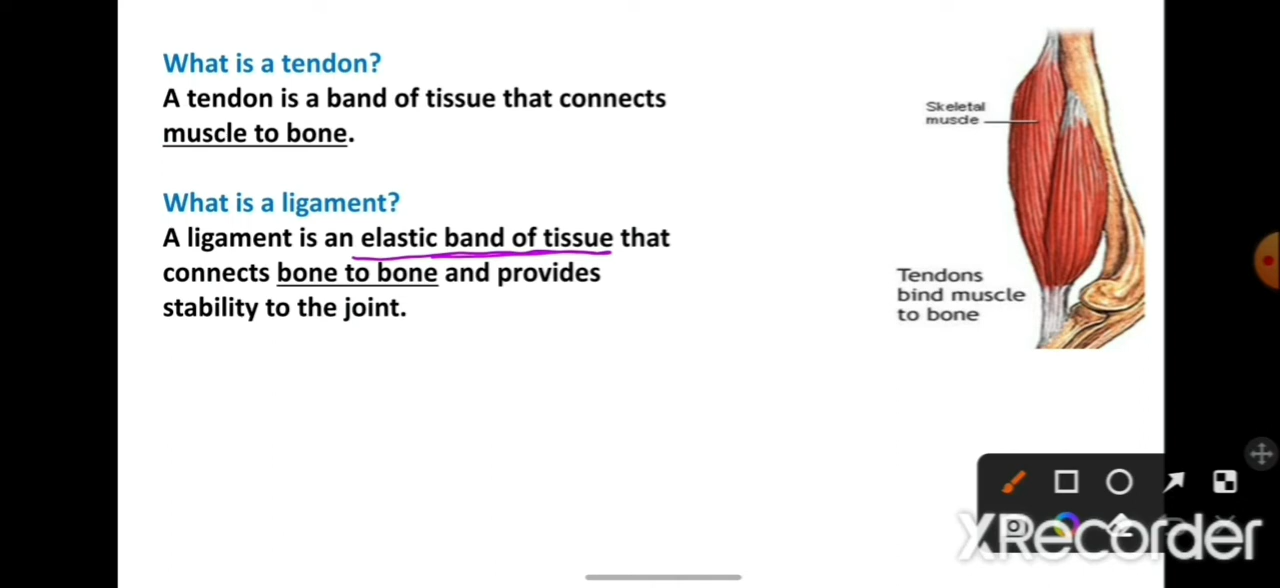 What is a tendon?
A tendon is a band of tissue that connects
muscle to bone.
What is a ligament?
A ligament is an elastic band of tissue that
connects bone to bone and provides
stability to the joint.
Skeletal
muscle
Tendons
bind muscle
to bone
XRecorder